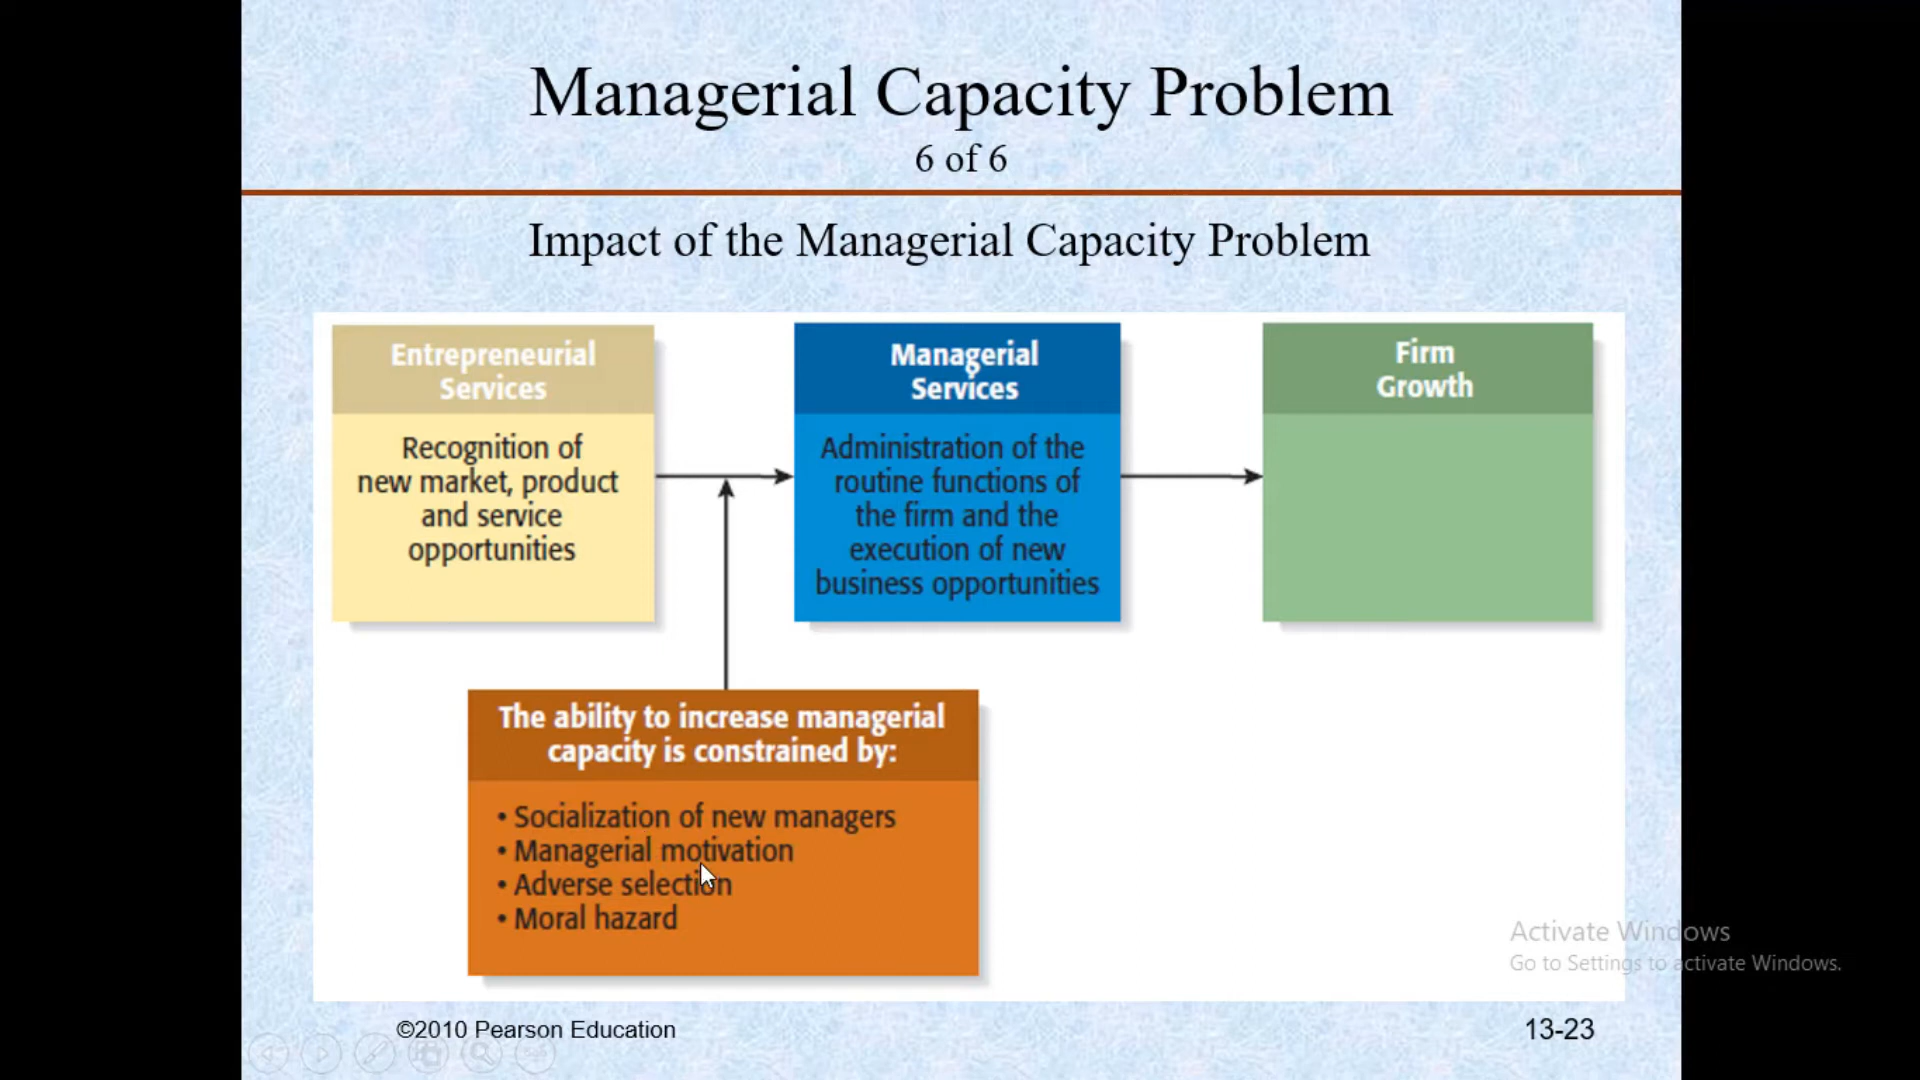 Managerial Capacity Problem
6 of 6
Impact of the Managerial Capacity Problem
Entrepreneurial
Services
Recognition of
new market, product
and service
opportunities
Managerial
Services
Administration of the
routine functions of
the firm and the
execution of new
business opportunities
Firm
Growth
The ability to increase managerial
capacity is constrained by:
• Socialization of new managers
• Managerial motivation
• Adverse selection
• Moral hazard
Activate Windows
Go to Settings to activate Windows.
©2010 Pearson Education
13-23